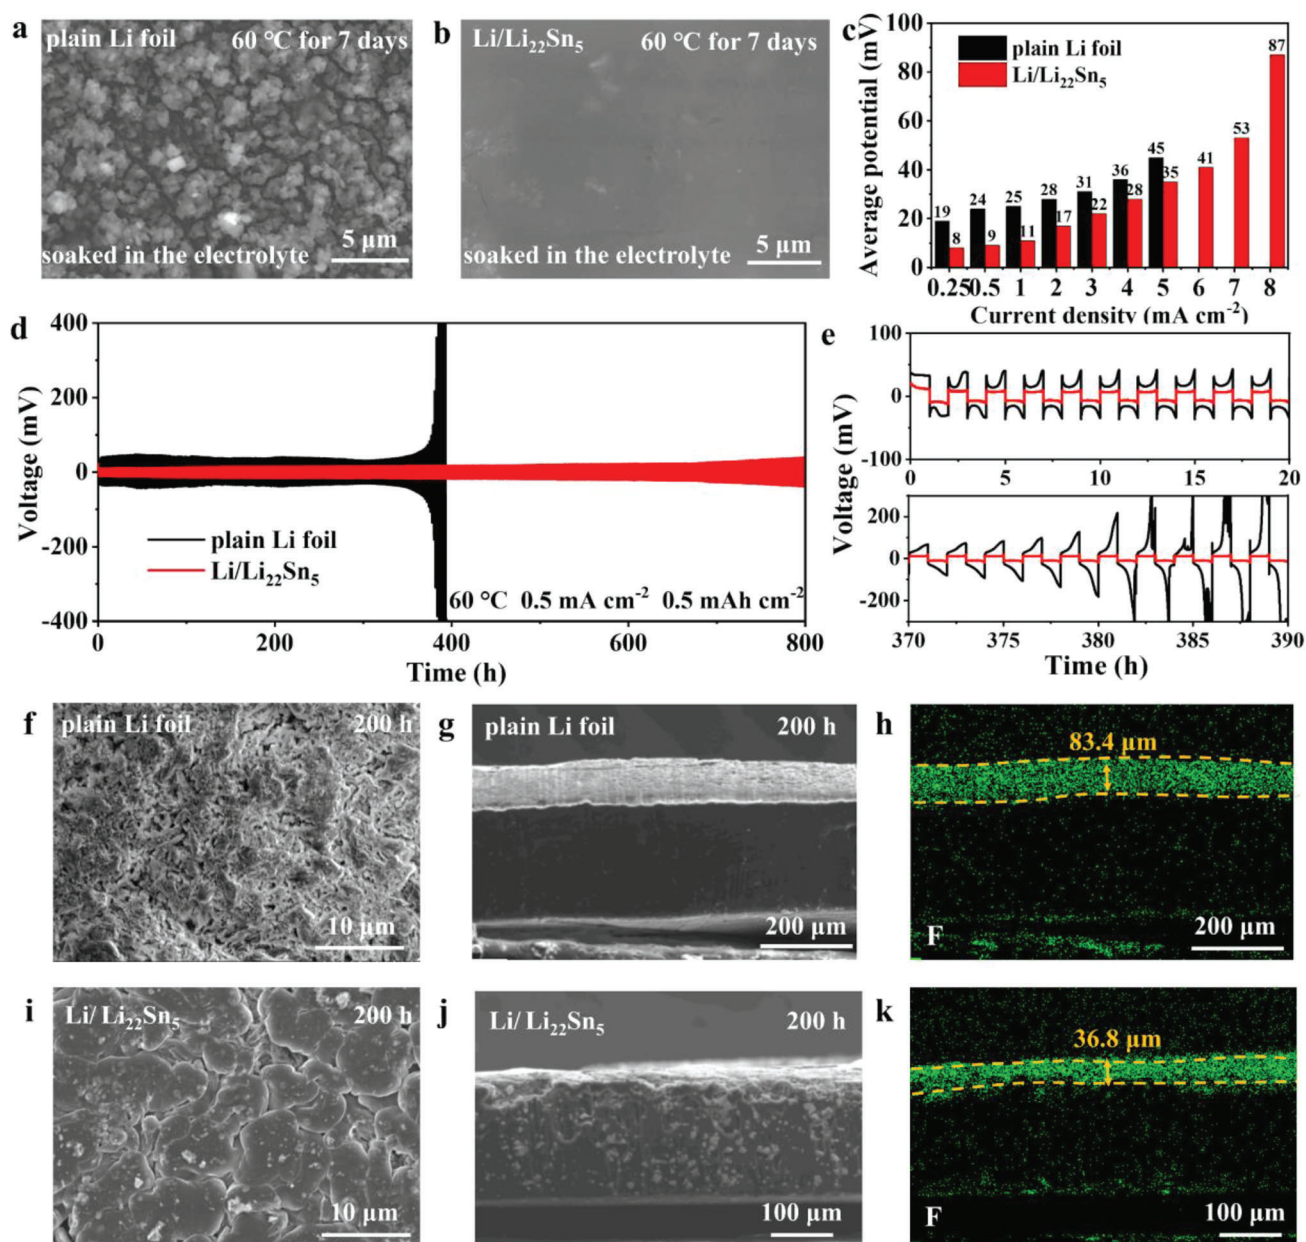 a
plain Li foil
60 °C for 7 days
soaked in the electrolyte
5 μm
b
Li/Li₂₂Sn₅
60 °C for 7 days
soaked in the electrolyte
5 μm
c
Average potential (mV)
100
80
60
40
20
0
plain Li foil
Li/Li₂₂Sn₅
19
8
24
9
25
11
28
17
31
22
36
28
45
35
41
53
87
0.25
0.5
1
2
3
4
5
6
7
8
Current density (mA cm⁻²)
d
Voltage (mV)
400
200
0
-200
-400
plain Li foil
Li/Li₂₂Sn₅
60 °C 0.5 mA cm⁻² 0.5 mAh cm⁻²
0
200
400
600
800
Time (h)
e
Voltage (mV)
100
0
-100
0
5
10
15
20
200
0
-200
370
375
380
385
390
Time (h)
f
plain Li foil
200 h
10 μm
g
plain Li foil
200 h
200 μm
h
83.4 μm
F
200 μm
i
Li/ Li₂₂Sn₅
200 h
10 μm
j
Li/ Li₂₂Sn₅
200 h
100 μm
k
36.8 μm
F
100 μm